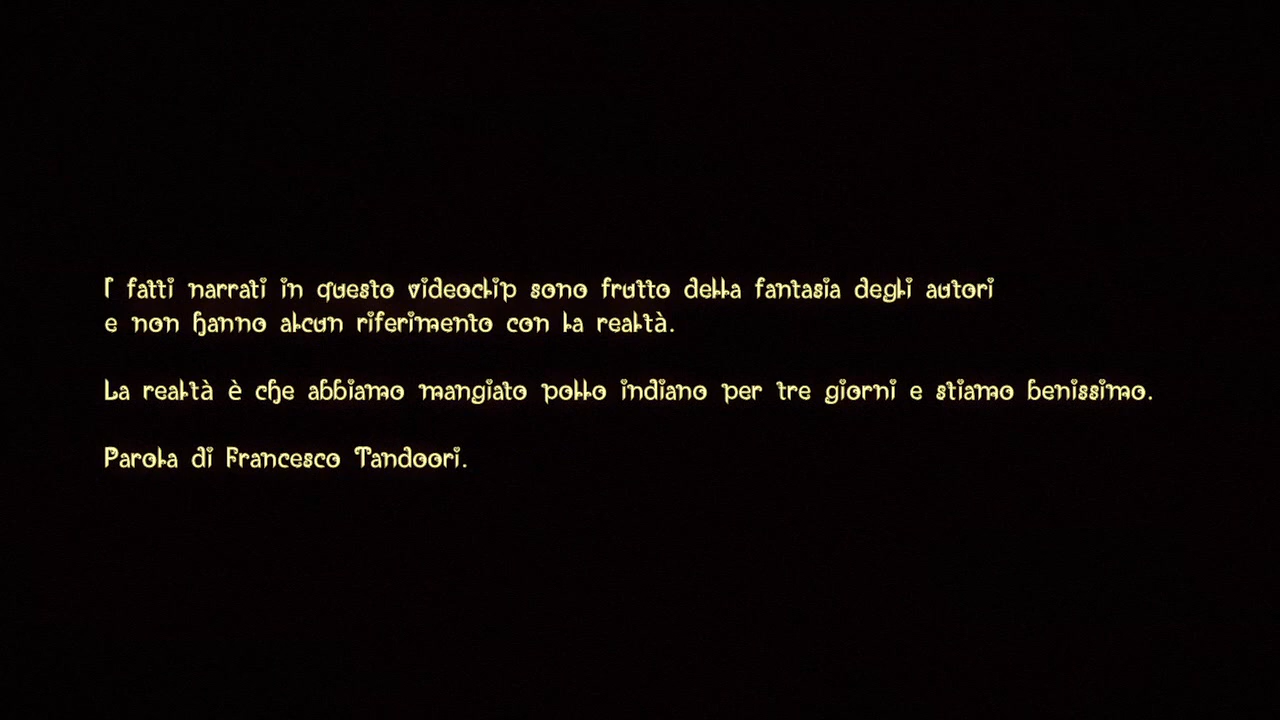 I fatti narrati in questo videoclip sono frutto della fantasia degli autori
e non hanno alcun riferimento con la realtà.
La realtà è che abbiamo mangiato pollo indiano per tre giorni e stiamo benissimo.
Parola di Francesco Tandoori.